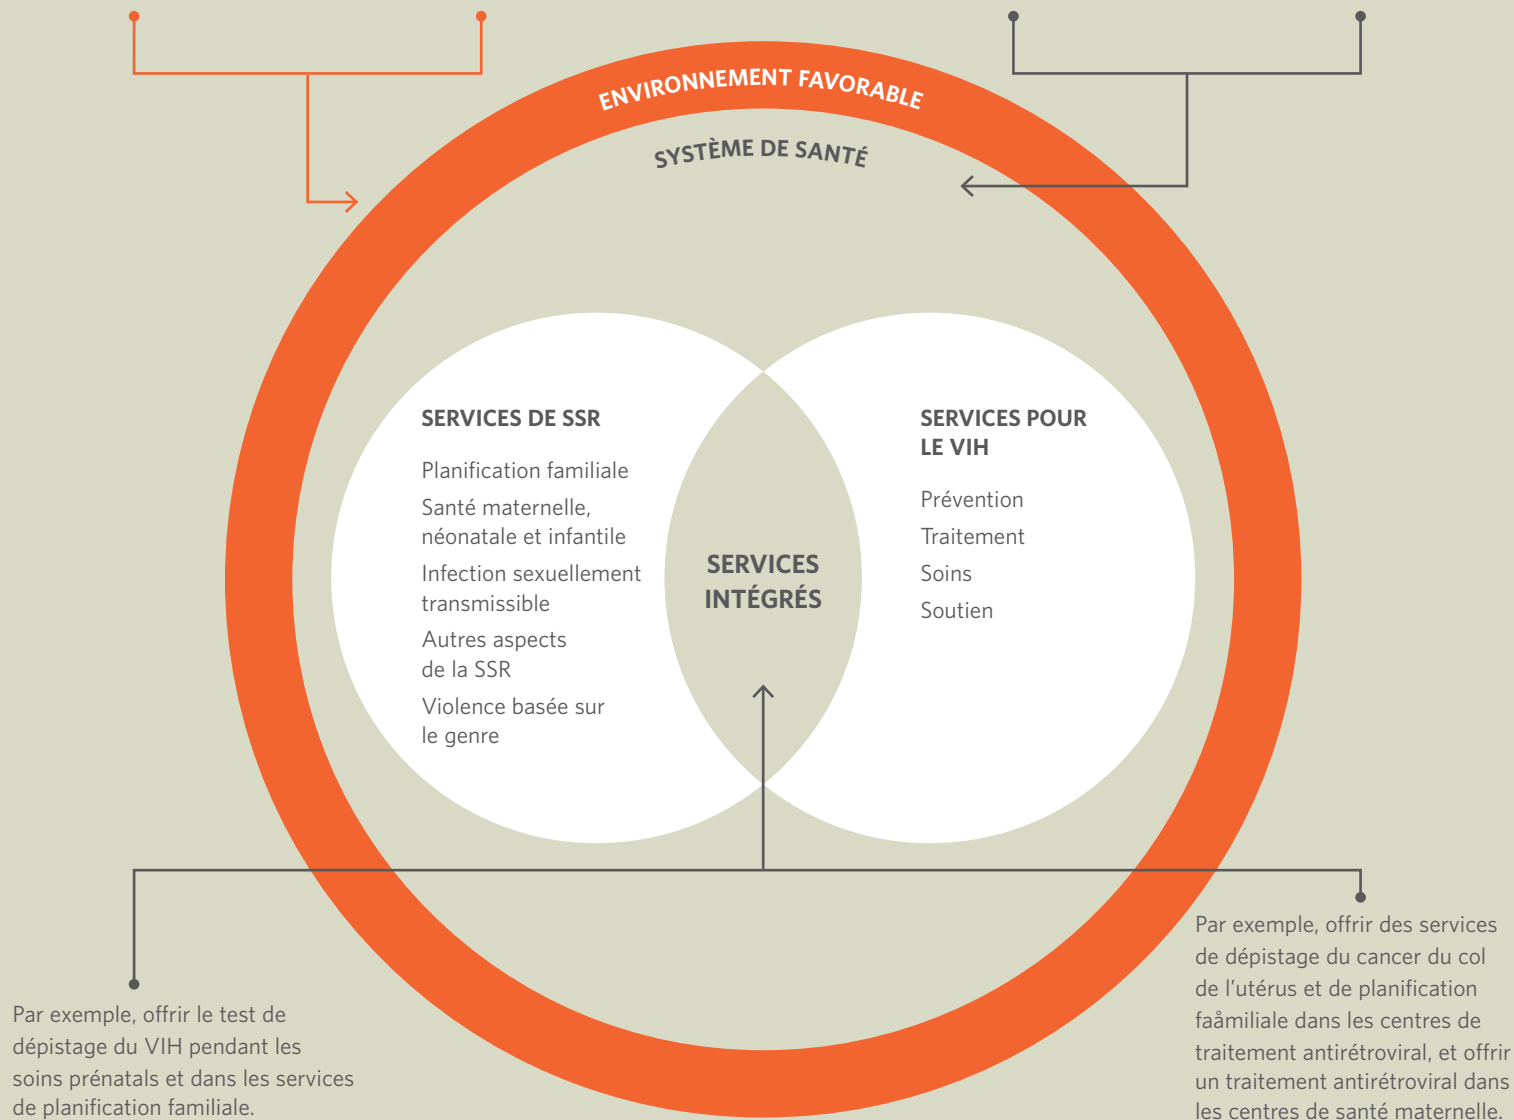 ENVIRONNEMENT FAVORABLE
SYSTÈME DE SANTÉ
SERVICES DE SSR
Planification familiale
Santé maternelle,
néonatale et infantile
Infection sexuellement
transmissible
Autres aspects
de la SSR
Violence basée sur
le genre
SERVICES
INTÉGRÉS
SERVICES POUR
LE VIH
Prévention
Traitement
Soins
Soutien
Par exemple, offrir le test de
dépistage du VIH pendant les
soins prénatals et dans les services
de planification familiale.
Par exemple, offrir des services
de dépistage du cancer du col
de l'utérus et de planification
faåmiliale dans les centres de
traitement antirétroviral, et offrir
un traitement antirétroviral dans
les centres de santé maternelle.